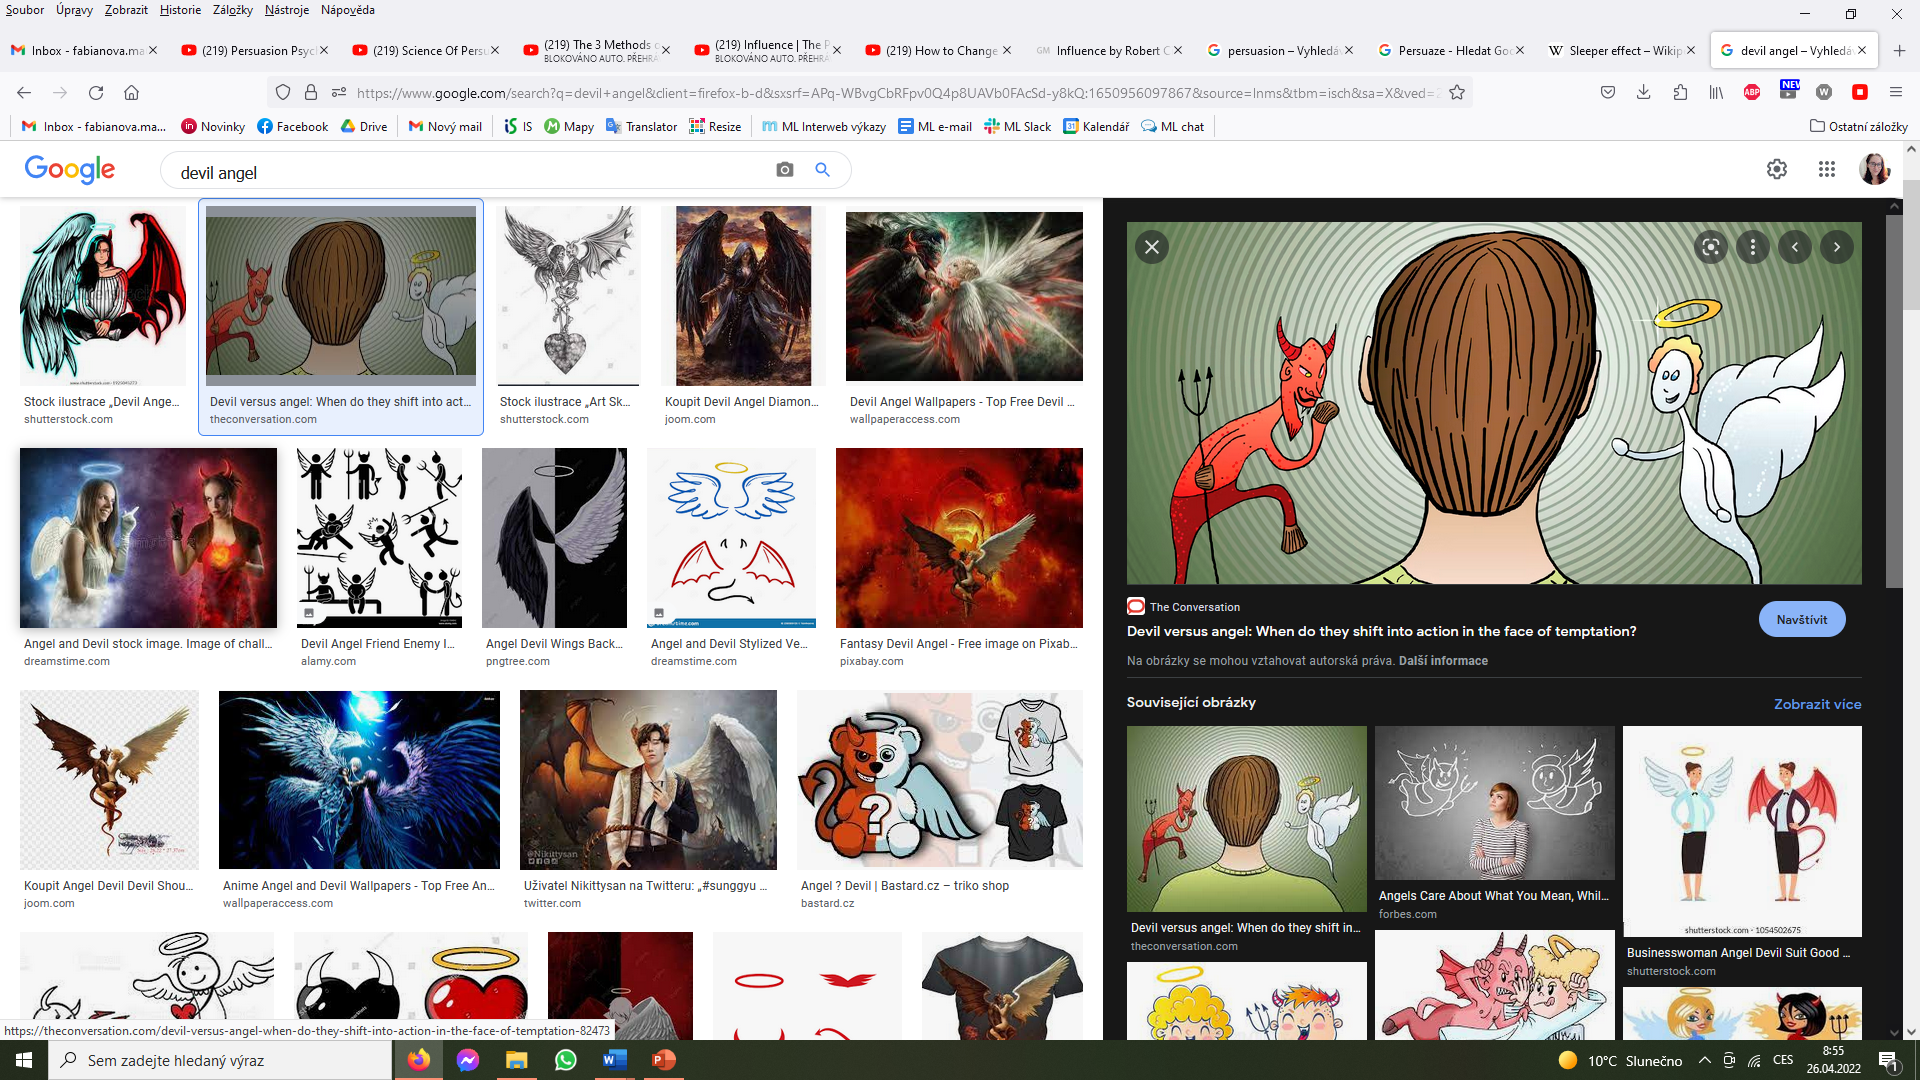 Soubor Úpravy Zobrazit Historie Záložky Nástroje Nápověda
Inbox - fabianova.ma
(219) Persuasion Psyc
(219) Science Of Persu
(219) The 3 Methods
BLOKOVÁNO AUTO. PŘEHRÁ
(219) Influence | The P
BLOKOVÁNO AUTO. PŘEHRÁ
(219) How to Change
GM Influence by Robert C
persuasion – Vyhledá
Persuaze - Hledat Goo
W Sleeper effect – Wikip
devil angel – Vyhledá
https://www.google.com/search?q=devil+angel&client=firefox-b-d&sxsrf=APq-WBvgCbRFpv0Q4p8UAVb0FAcSd-y8kQ:1650956097867&source=lnms&tbm=isch&sa=X&ved=
ABP
NEW
Inbox - fabianova.ma...
Novinky
Facebook
Drive
Nový mail
IS
Mapy
Translator
Resize
ML Interweb výkazy
ML e-mail
ML Slack
Kalendář
ML chat
Ostatní záložky
Google
devil angel
Stock ilustrace „Devil Ange...
shutterstock.com
Devil versus angel: When do they shift into act...
theconversation.com
Stock ilustrace „Art Sk...
shutterstock.com
Koupit Devil Angel Diamon...
joom.com
Devil Angel Wallpapers - Top Free Devil ...
wallpaperaccess.com
Angel and Devil stock image. Image of chall...
dreamstime.com
Devil Angel Friend Enemy I...
alamy.com
Angel Devil Wings Back...
pngtree.com
Angel and Devil Stylized Ve...
dreamstime.com
Fantasy Devil Angel - Free image on Pixab...
pixabay.com
@Nikittysan
?
Koupit Angel Devil Devil Shou...
joom.com
Anime Angel and Devil Wallpapers - Top Free An...
wallpaperaccess.com
Uživatel Nikittysan na Twitteru: „#sunggyu ...
twitter.com
Angel ? Devil | Bastard.cz – triko shop
bastard.cz
The Conversation
Devil versus angel: When do they shift into action in the face of temptation?
Navštívit
Na obrázky se mohou vztahovat autorská práva. Další informace
Související obrázky
Zobrazit více
Devil versus angel: When do they shift in...
theconversation.com
Angels Care About What You Mean, Whil...
forbes.com
shutterstock.com · 1054502675
Businesswoman Angel Devil Suit Good ...
shutterstock.com
https://theconversation.com/devil-versus-angel-when-do-they-shift-into-action-in-the-face-of-temptation-82473
Sem zadejte hledaný výraz
10°C Slunečno
CES
8:55
26.04.2022
1